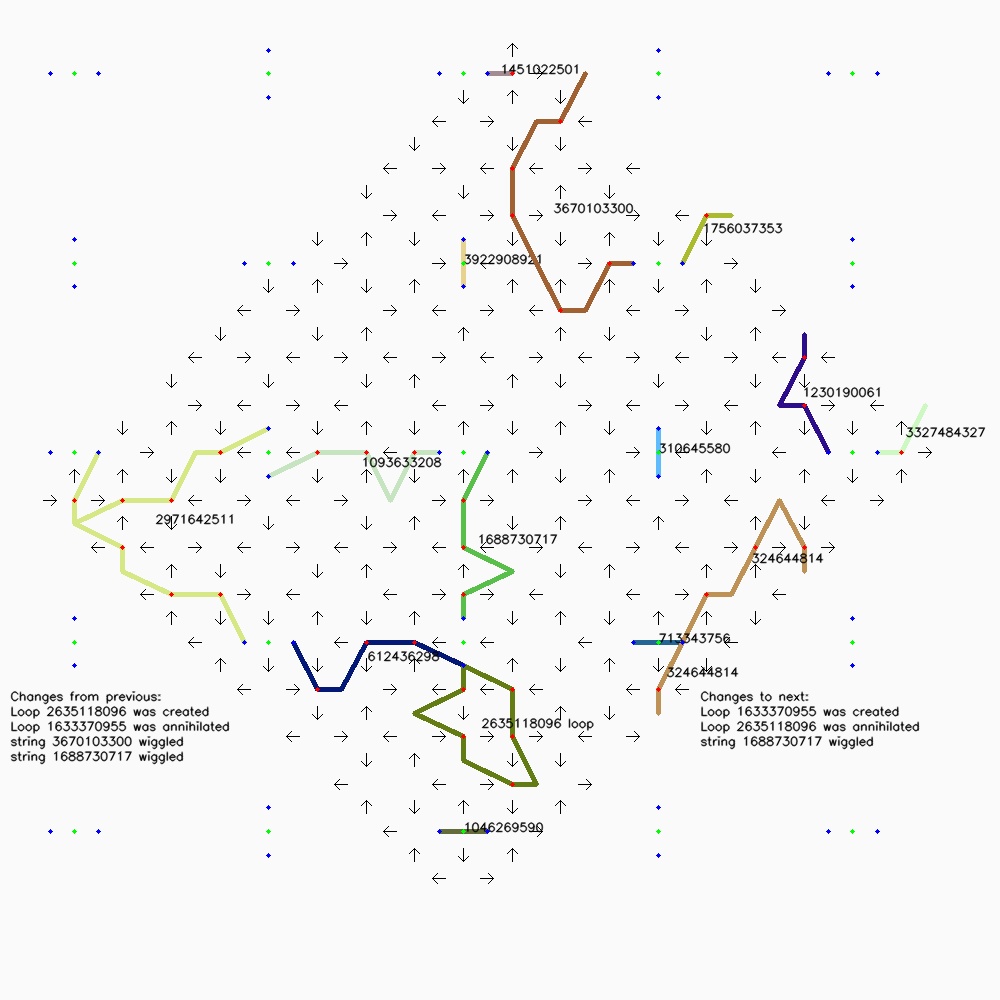 1451022501
3670103300
1756037353
3922908921
1230190061
3327484327
310645580
1093633208
2971642511
1688730717
324644814
713343756
612436298
324644814
2635118096 loop
Changes from previous:
Loop 2635118096 was created
Loop 1633370955 was annihilated
string 3670103300 wiggled
string 1688730717 wiggled
Changes to next:
Loop 1633370955 was created
Loop 2635118096 was annihilated
string 1688730717 wiggled
1046269590